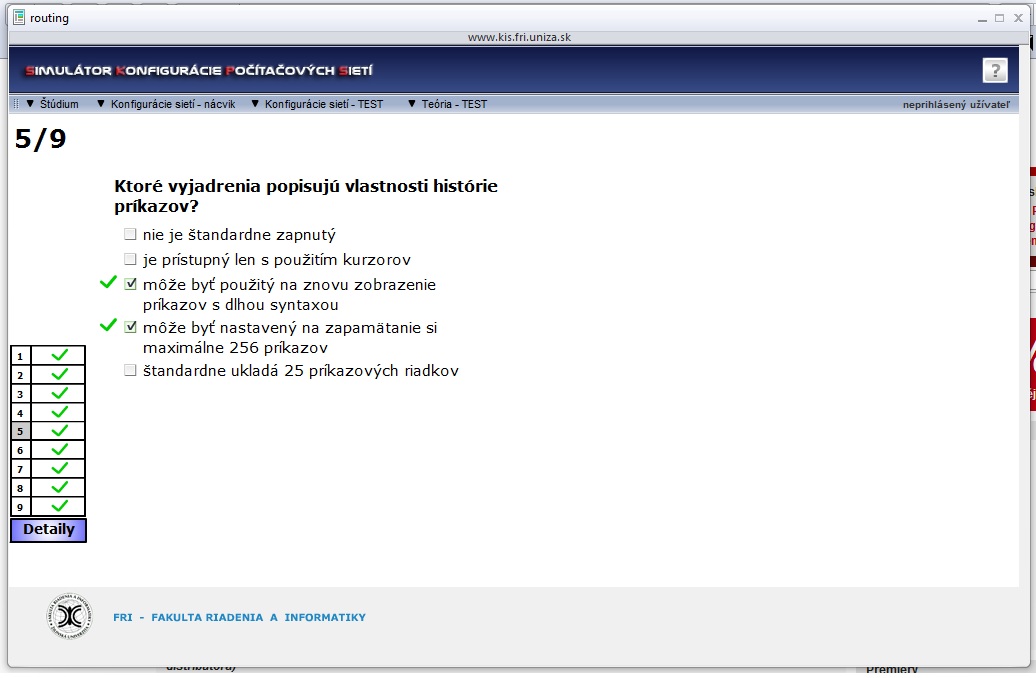 routing
www.kis.fri.uniza.sk
SIMULÁTOR KONFIGURÁCIE POČÍTAČOVÝCH SIETÍ
?
▼ Štúdium ▼ Konfigurácie sietí - nácvik ▼ Konfigurácie sietí - TEST ▼ Teória - TEST neprihlásený užívateľ
5/9
Ktoré vyjadrenia popisujú vlastnosti histórie
príkazov?
nie je štandardne zapnutý
je prístupný len s použitím kurzorov
môže byť použitý na znovu zobrazenie
príkazov s dlhou syntaxou
môže byť nastavený na zapamätanie si
maximálne 256 príkazov
štandardne ukladá 25 príkazových riadkov
1
2
3
4
5
6
7
8
9
Detaily
FRI - FAKULTA RIADENIA A INFORMATIKY
distribútora)
Premiéry